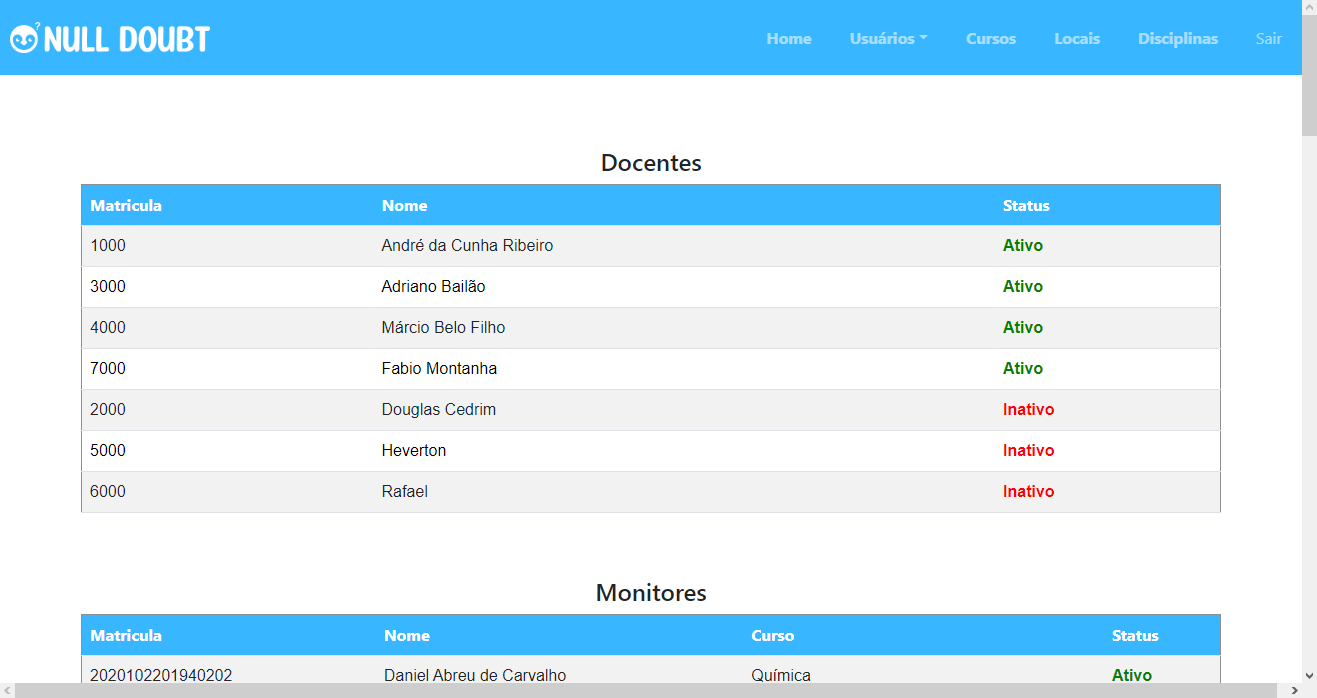 ? NULL DOUBT Home Usuários Cursos Locais Disciplinas Sair
Docentes
Matricula Nome Status
1000 André da Cunha Ribeiro Ativo
3000 Adriano Bailão Ativo
4000 Márcio Belo Filho Ativo
7000 Fabio Montanha Ativo
2000 Douglas Cedrim Inativo
5000 Heverton Inativo
6000 Rafael Inativo
Monitores
Matricula Nome Curso Status
2020102201940202 Daniel Abreu de Carvalho Química Ativo